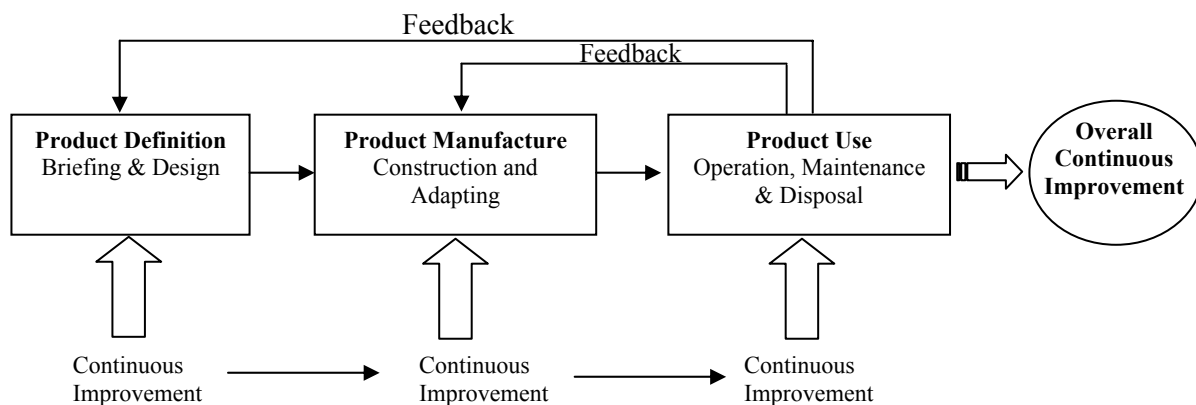 Feedback
Feedback
Product Definition
Briefing & Design
Product Manufacture
Construction and
Adapting
Product Use
Operation, Maintenance
& Disposal
Overall
Continuous
Improvement
Continuous
Improvement
Continuous
Improvement
Continuous
Improvement